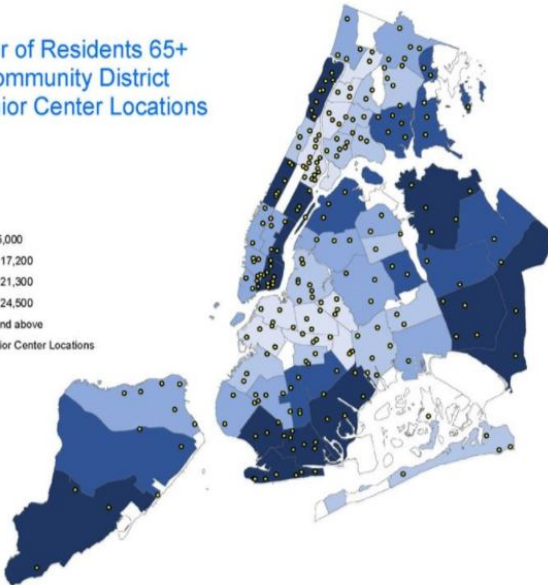 r of Residents 65+
ommunity District
nior Center Locations
5,000
17,200
21,300
24,500
nd above
ior Center Locations